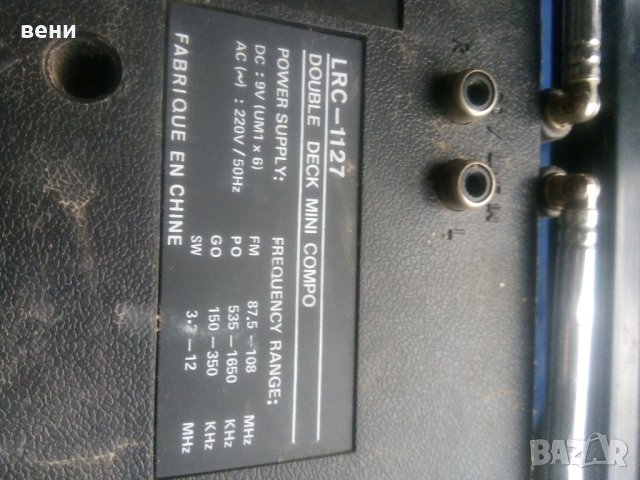 вени
LRC-1127
DOUBLE DECK MINI COMPO
POWER SUPPLY:
DC : 9V (UM1 x 6)
AC (~) : 220V / 50Hz
FREQUENCY RANGE:
FM 87.5 - 108 MHz
PO 535 - 1650 KHz
GO 150 - 350 KHz
SW 3.2 - 12 MHz
FABRIQUE EN CHINE
BAZAR